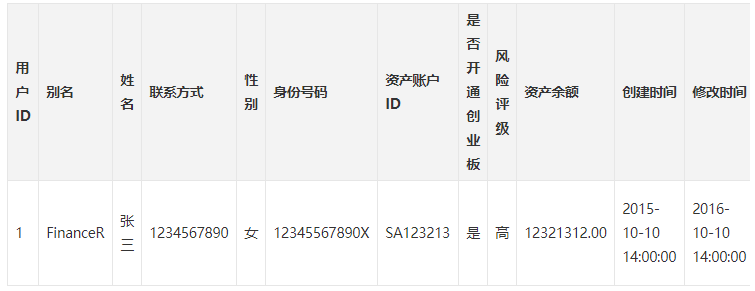 用户ID 别名 姓名 联系方式 性别 身份号码 资产账户ID 是否开通创业板 风险评级 资产余额 创建时间 修改时间
1 FinanceR 张三 1234567890 女 12345567890X SA123213 是 高 12321312.00 2015-10-10 14:00:00 2016-10-10 14:00:00